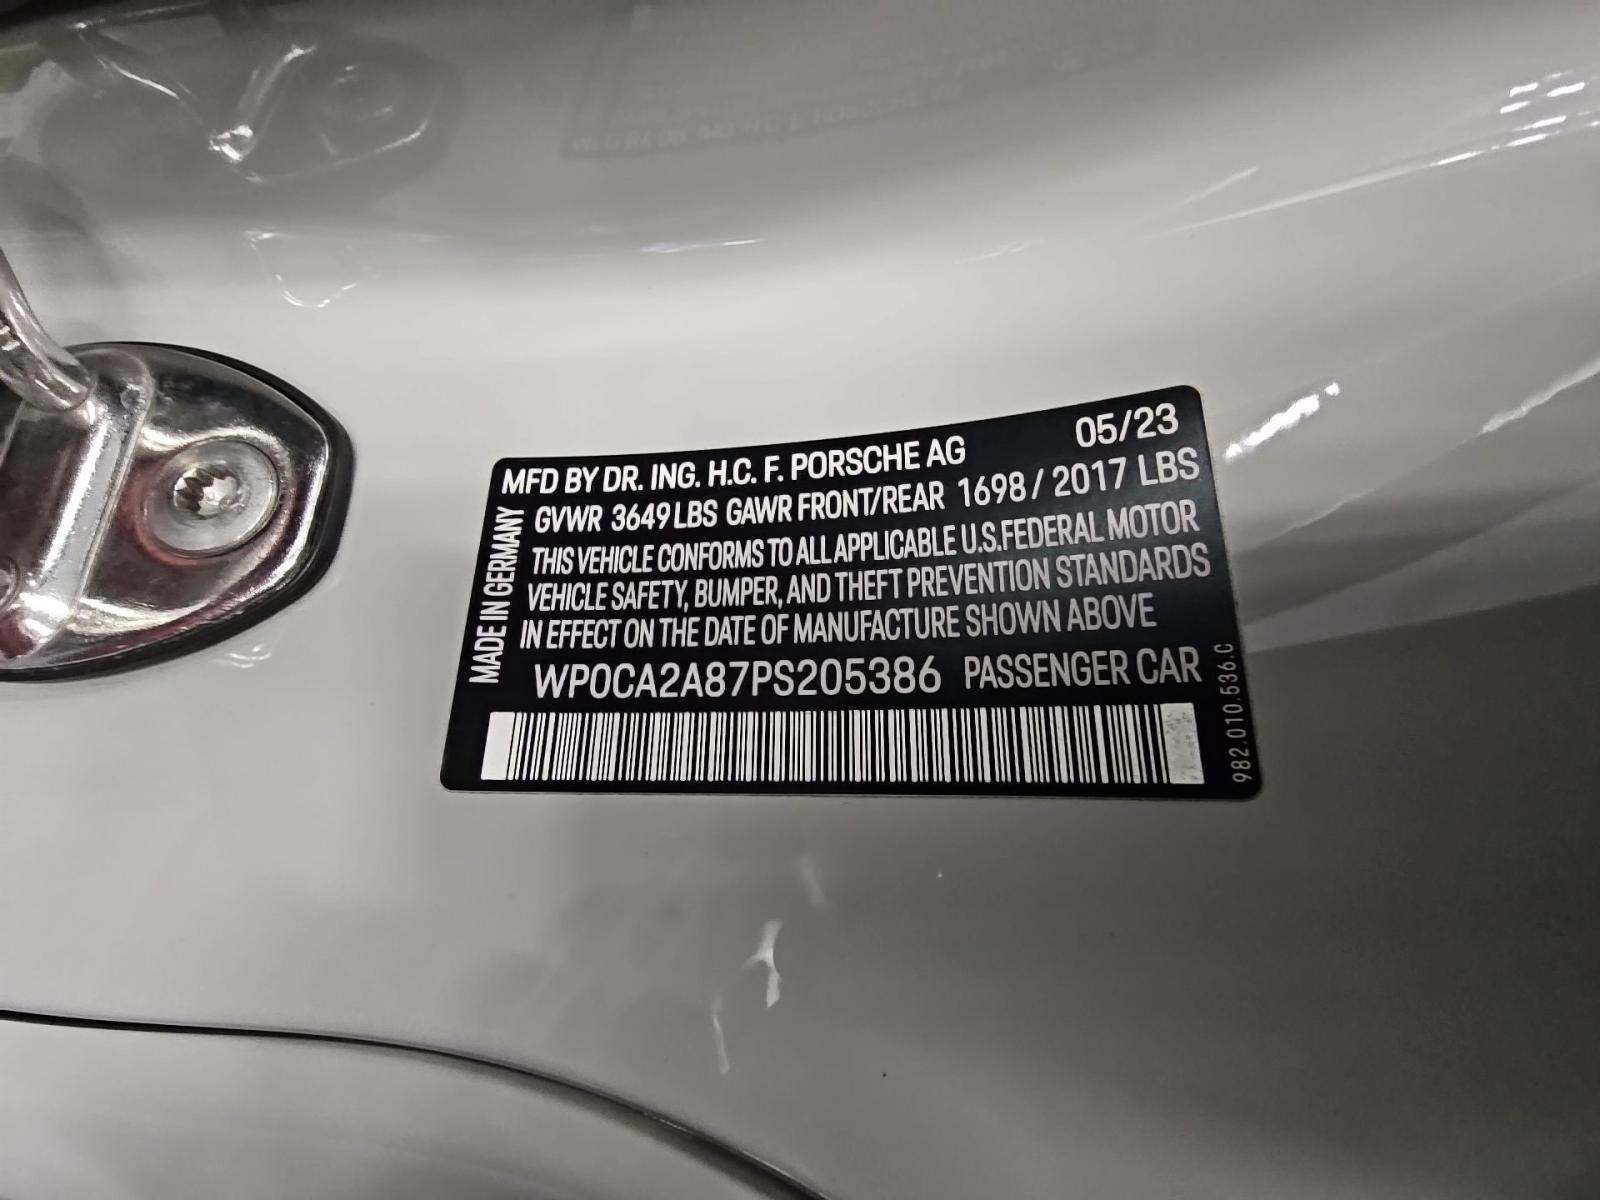 MFD BY DR. ING. H.C. F. PORSCHE AG 05/23
GVWR 3649 LBS GAWR FRONT/REAR 1698 / 2017 LBS
THIS VEHICLE CONFORMS TO ALL APPLICABLE U.S. FEDERAL MOTOR
VEHICLE SAFETY, BUMPER, AND THEFT PREVENTION STANDARDS
IN EFFECT ON THE DATE OF MANUFACTURE SHOWN ABOVE
WP0CA2A87PS205386 PASSENGER CAR
MADE IN GERMANY
982.010.536.C